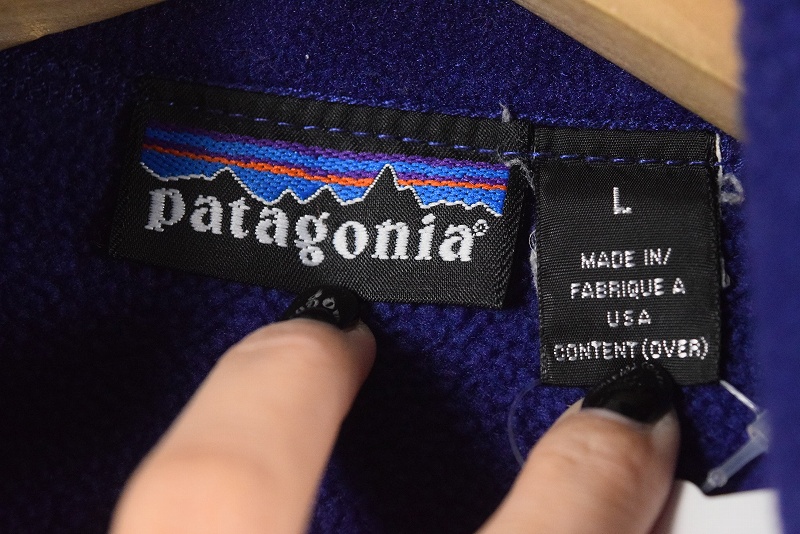 patagonia®
L
MADE IN/
FABRIQUE A
USA
CONTENT (OVER)